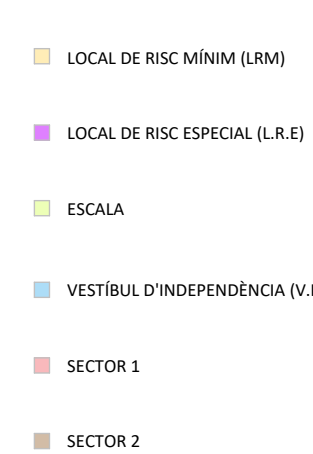 LOCAL DE RISC MÍNIM (LRM)
LOCAL DE RISC ESPECIAL (L.R.E)
ESCALA
VESTÍBUL D'INDEPENDÈNCIA
SECTOR 1
SECTOR 2